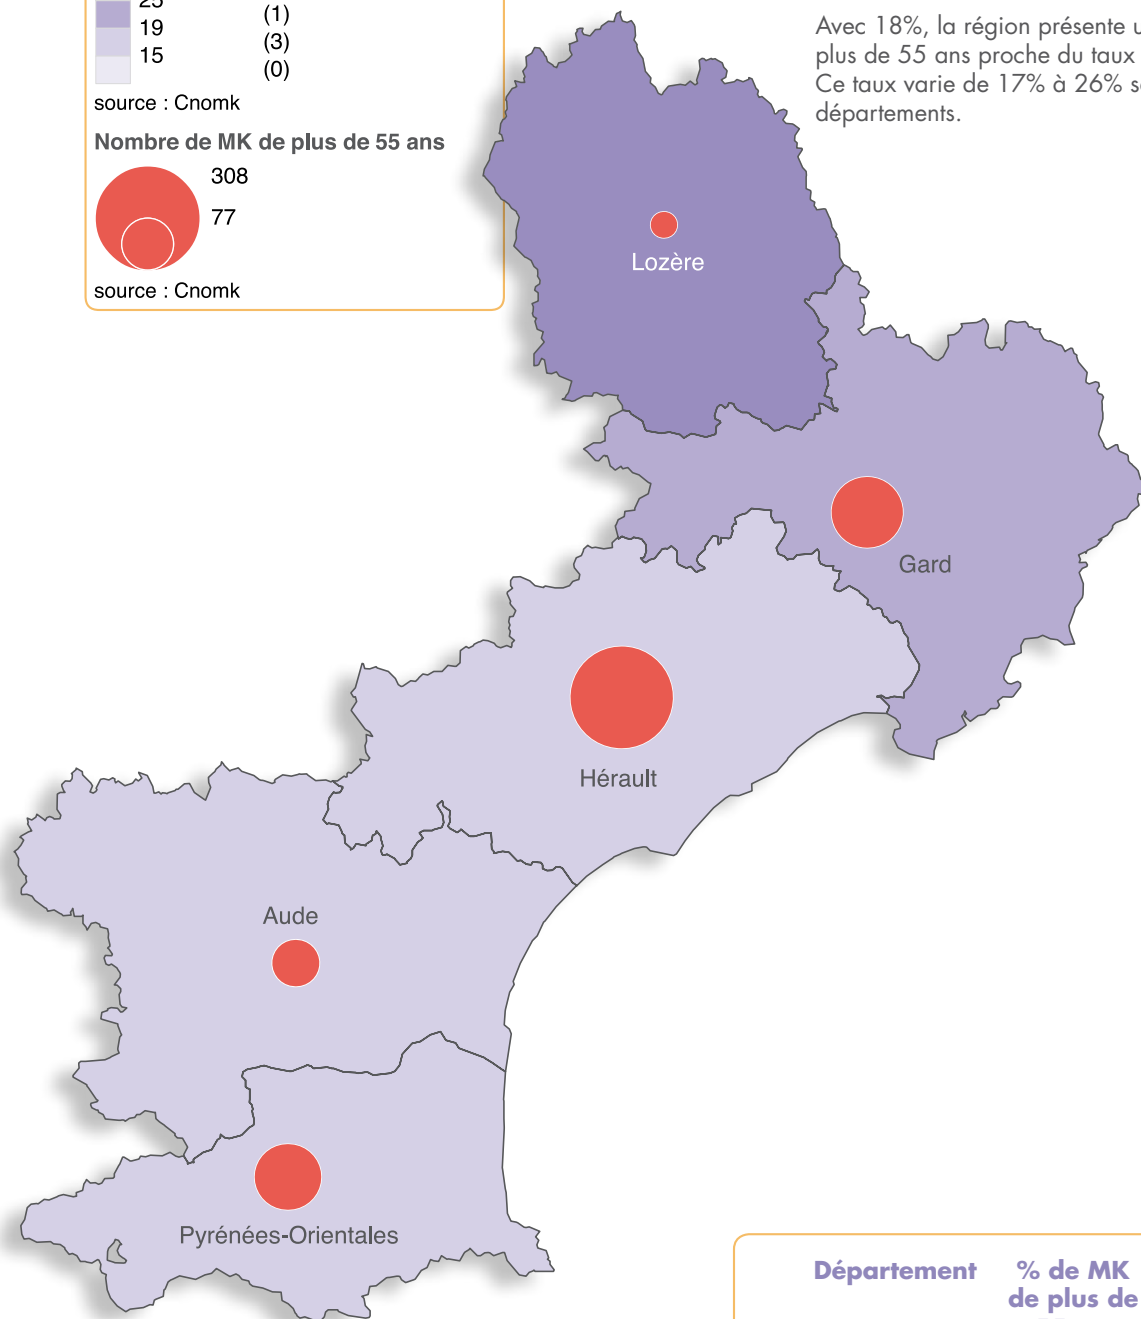 25
(1)
19
(3)
15
(0)
source : Cnomk
Nombre de MK de plus de 55 ans
308
77
source : Cnomk
Avec 18%, la région présente
plus de 55 ans proche du taux
Ce taux varie de 17% à 26%
départements.
Lozère
Gard
Hérault
Aude
Pyrénées-Orientales
Département
% de MK
de plus de